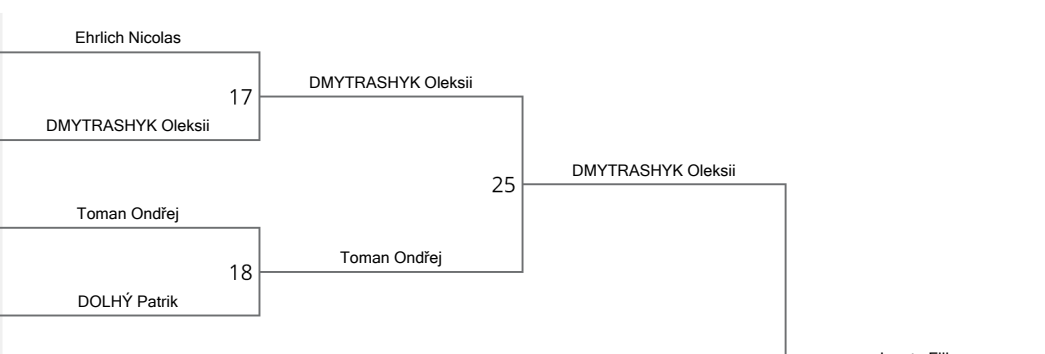 Ehrlich Nicolas
DMYTRASHYK Oleksii
17
DMYTRASHYK Oleksii
DMYTRASHYK Oleksii
25
Toman Ondřej
Toman Ondřej
18
DOLHÝ Patrik